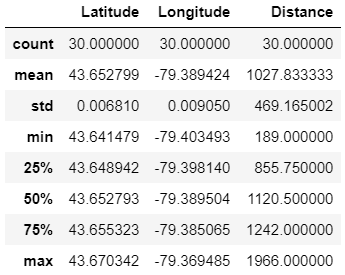 Latitude Longitude Distance
count 30.000000 30.000000 30.000000
mean 43.652799 -79.389424 1027.833333
std 0.006810 0.009050 469.165002
min 43.641479 -79.403493 189.000000
25% 43.648942 -79.398140 855.750000
50% 43.652793 -79.389504 1120.500000
75% 43.655323 -79.385065 1242.000000
max 43.670342 -79.369485 1966.000000